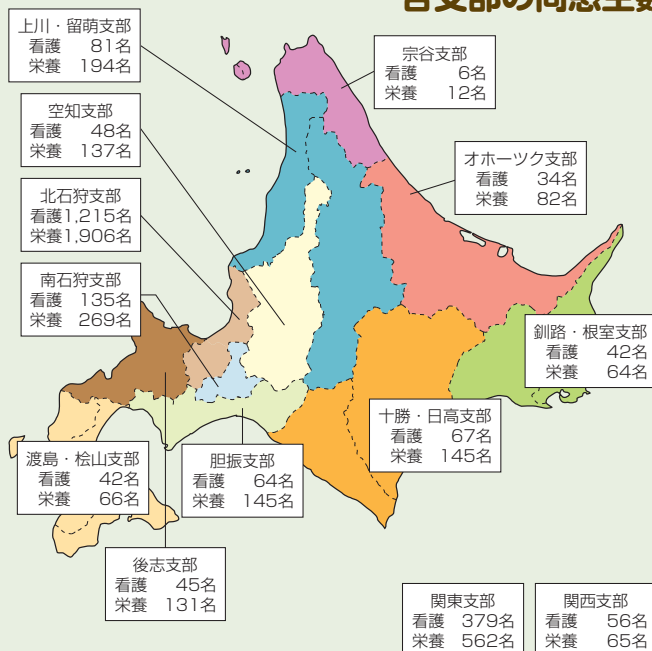 各支部の同窓生数
上川・留萌支部
看護 81名
栄養 194名
宗谷支部
看護 6名
栄養 12名
空知支部
看護 48名
栄養 137名
オホーツク支部
看護 34名
栄養 82名
北石狩支部
看護1,215名
栄養1,906名
南石狩支部
看護 135名
栄養 269名
釧路・根室支部
看護 42名
栄養 64名
十勝・日高支部
看護 67名
栄養 145名
渡島・桧山支部
看護 42名
栄養 66名
胆振支部
看護 64名
栄養 145名
後志支部
看護 45名
栄養 131名
関東支部
看護 379名
栄養 562名
関西支部
看護 56名
栄養 65名